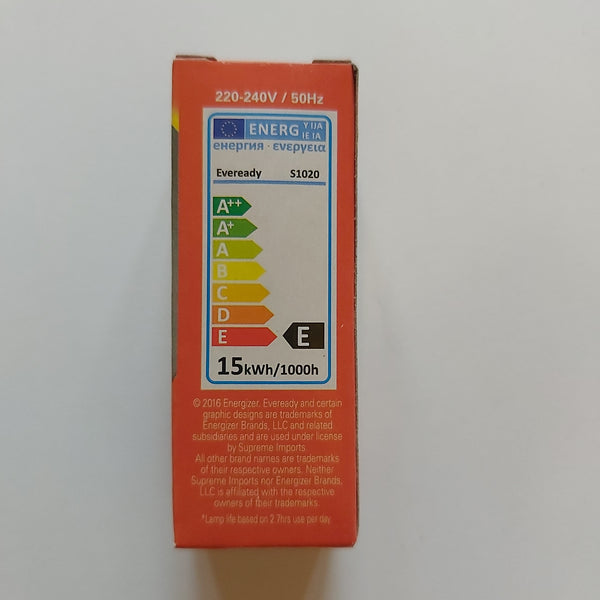 220-240V / 50Hz
ENERG Y IJA
IE IA
енергия · ενεργεια
Eveready S1020
A++
A+
A
B
C
D
E E
15kWh/1000h
© 2016 Energizer. Eveready and certain
graphic designs are trademarks of
Energizer Brands, LLC and related
subsidiaries and are used under license
by Supreme Imports.
All other brand names are trademarks
of their respective owners. Neither
Supreme Imports nor Energizer Brands,
LLC is affiliated with the respective
owners of their trademarks.
*Lamp life based on 2.7hrs use per day.